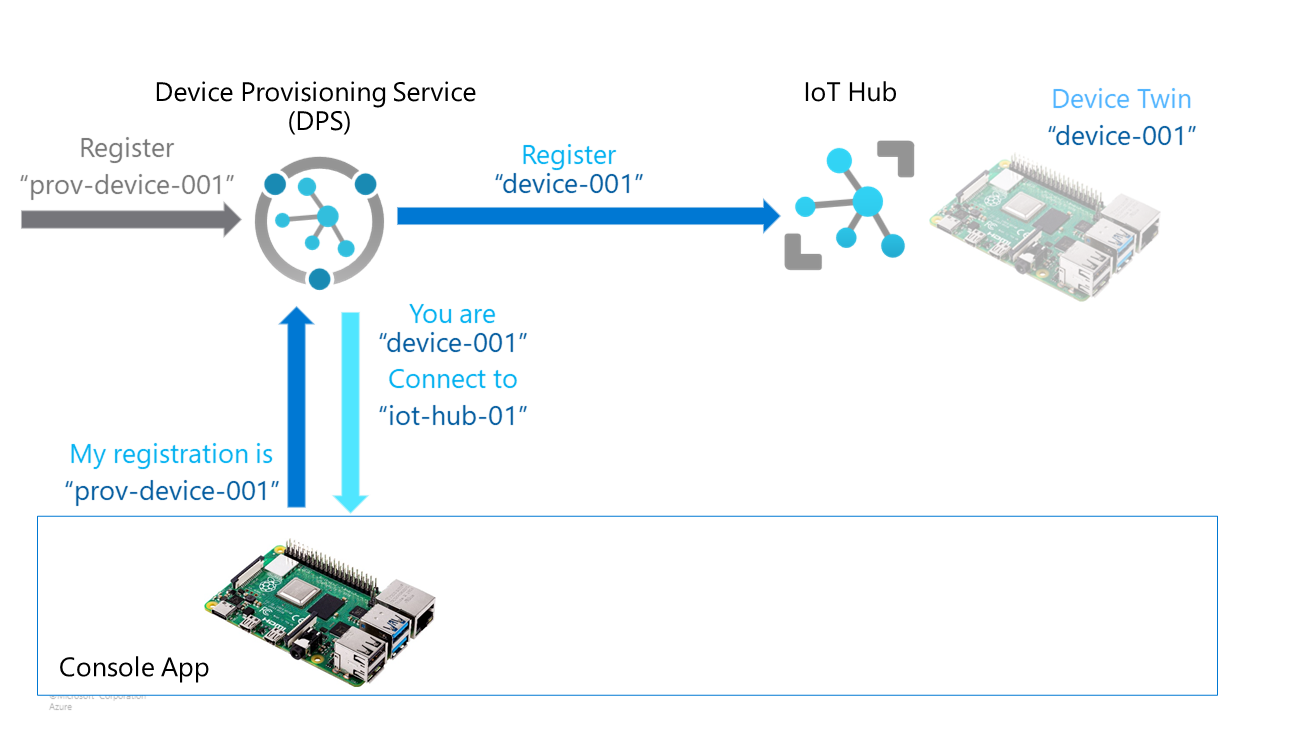 Device Provisioning Service
(DPS)
IoT Hub
Device Twin
“device-001”
Register
“prov-device-001”
Register
“device-001”
You are
“device-001”
Connect to
“iot-hub-01”
My registration is
“prov-device-001”
Console App
©Microsoft Corporation
Azure